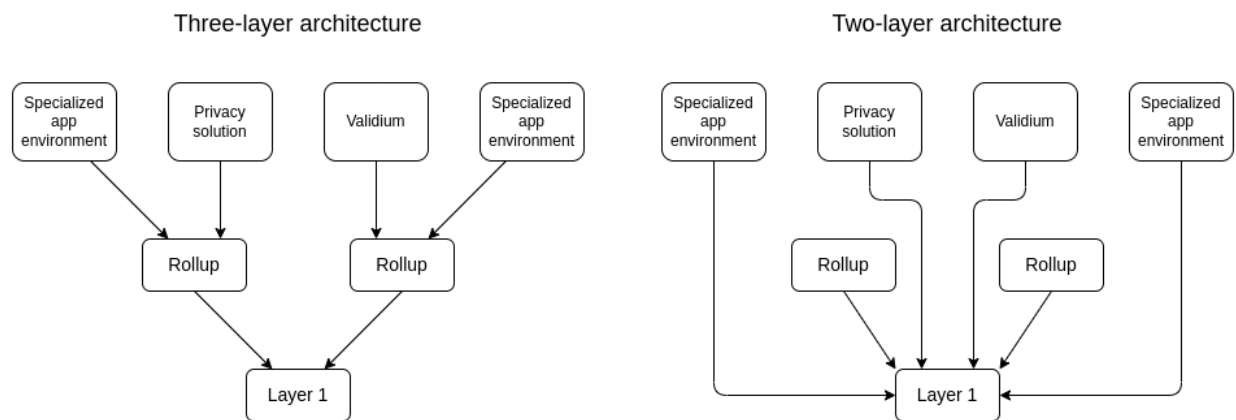 Three-layer architecture
Specialized
app
environment
Privacy
solution
Validium
Specialized
app
environment
Rollup
Rollup
Layer 1
Two-layer architecture
Specialized
app
environment
Privacy
solution
Validium
Specialized
app
environment
Rollup
Rollup
Layer 1